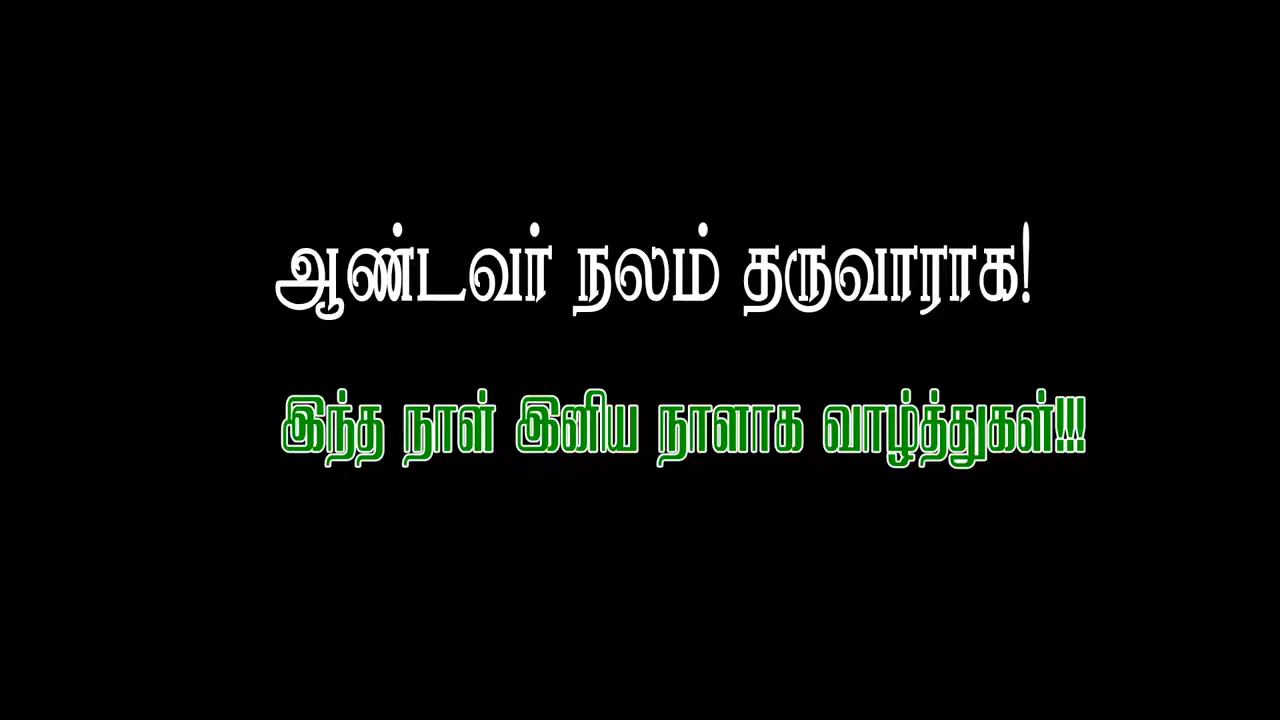 ஆண்டவர் நலம் தருவாராக!
இந்த நாள் இனிய நாளாக வாழ்த்துகள்!!!